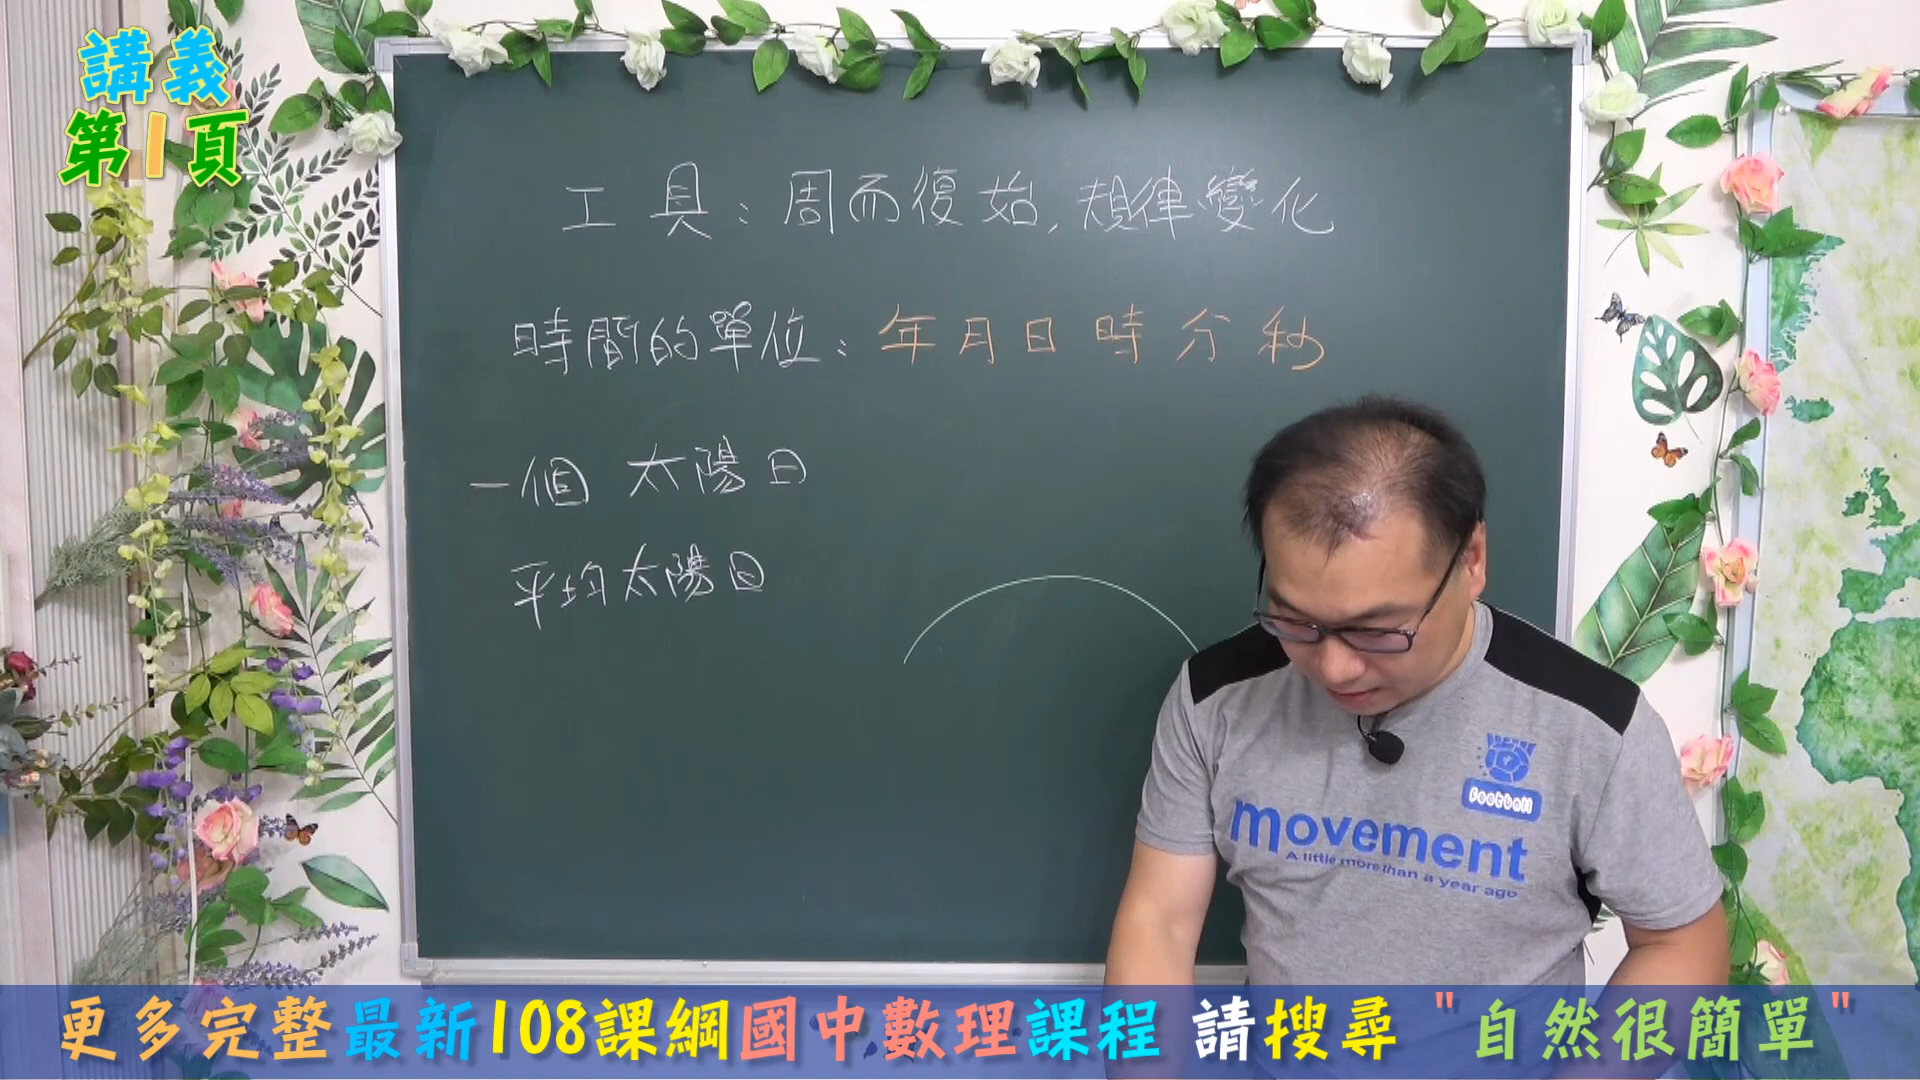 講義
第1頁
工具：周而復始，規律變化
時間的單位：年月日時分秒
一個 太陽日
平均太陽日
football
movement
A little more than a year ago
更多完整最新108課綱國中數理課程 請搜尋 "自然很簡單"